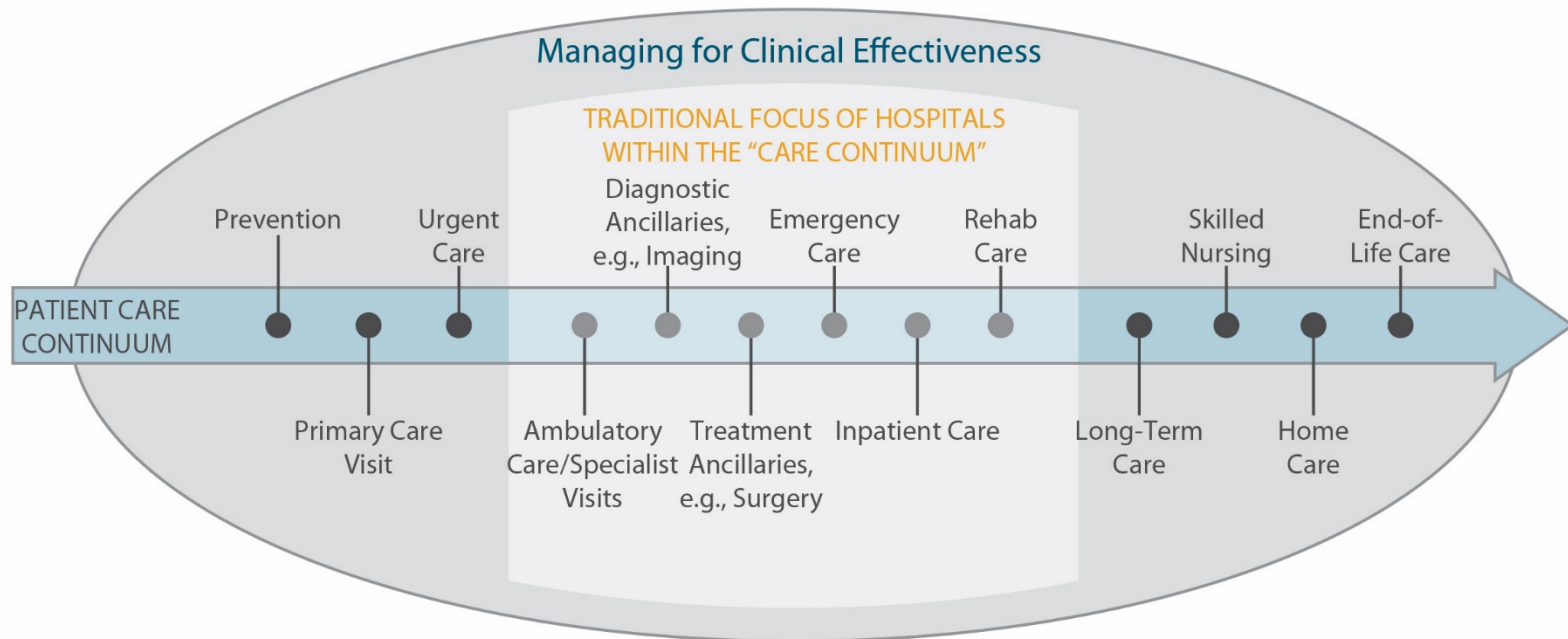 Managing for Clinical Effectiveness
TRADITIONAL FOCUS OF HOSPITALS
WITHIN THE “CARE CONTINUUM”
Prevention
Urgent
Care
Diagnostic
Ancillaries,
e.g., Imaging
Emergency
Care
Rehab
Care
Skilled
Nursing
End-of-
Life Care
PATIENT CARE
CONTINUUM
Primary Care
Visit
Ambulatory
Care/Specialist
Visits
Treatment
Ancillaries,
e.g., Surgery
Inpatient Care
Long-Term
Care
Home
Care